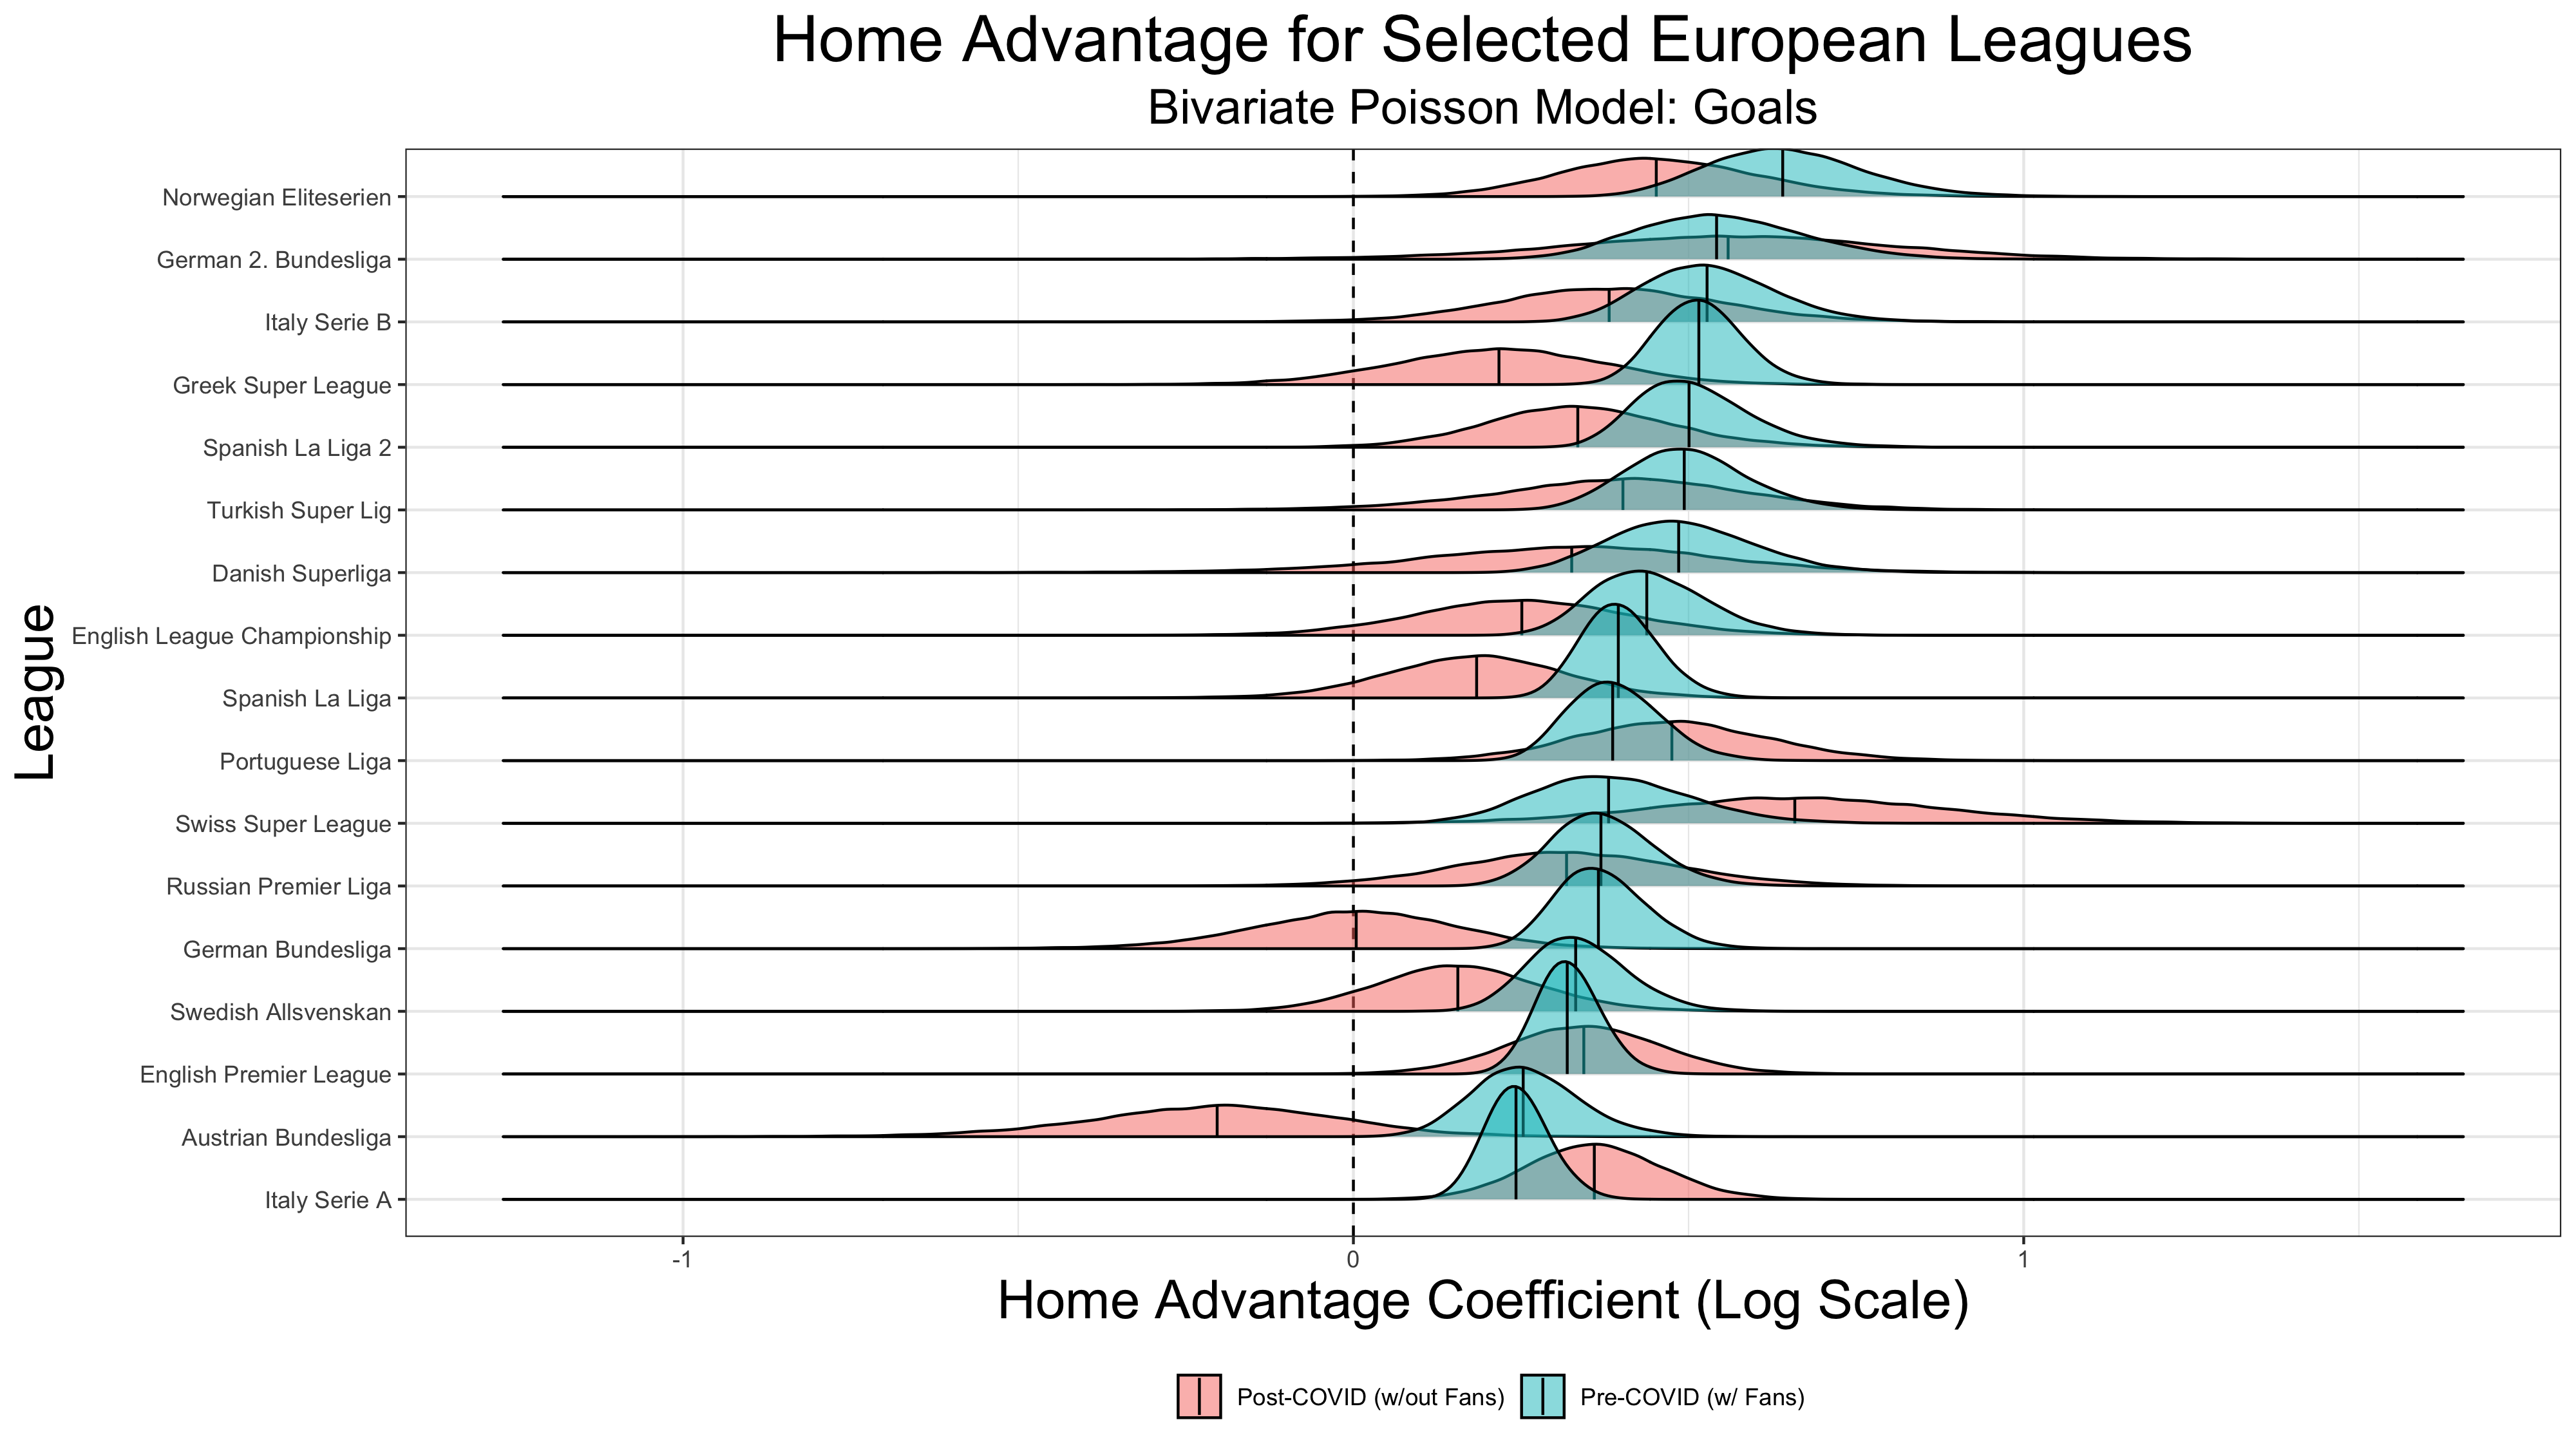 Home Advantage for Selected European Leagues
Bivariate Poisson Model: Goals
League
Norwegian Eliteserien
German 2. Bundesliga
Italy Serie B
Greek Super League
Spanish La Liga 2
Turkish Super Lig
Danish Superliga
English League Championship
Spanish La Liga
Portuguese Liga
Swiss Super League
Russian Premier Liga
German Bundesliga
Swedish Allsvenskan
English Premier League
Austrian Bundesliga
Italy Serie A
-1 0 1
Home Advantage Coefficient (Log Scale)
Post-COVID (w/out Fans) Pre-COVID (w/ Fans)